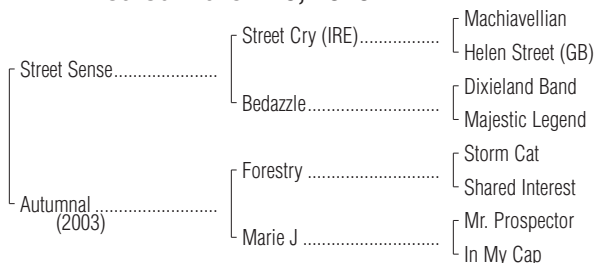 Machiavellian
Street Cry (IRE)
Helen Street (GB)
Street Sense
Dixieland Band
Bedazzle
Majestic Legend
Storm Cat
Forestry
Shared Interest
Autumnal
(2003)
Mr. Prospector
Marie J
In My Cap